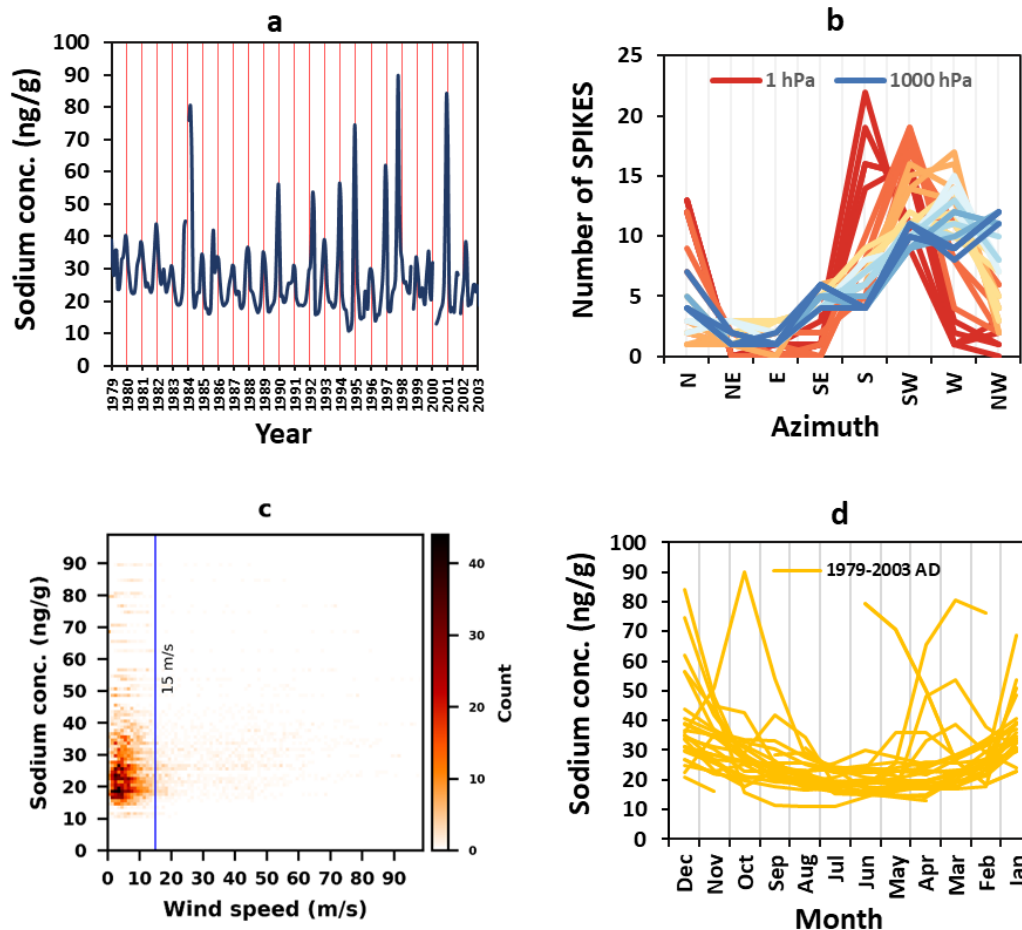 a
Sodium conc. (ng/g)
100
90
80
70
60
50
40
30
20
10
0
1979
1980
1981
1982
1983
1984
1985
1986
1987
1988
1989
1990
1991
1992
1993
1994
1995
1996
1997
1998
1999
2000
2001
2002
2003
Year
b
Number of SPIKES
25
20
15
10
5
0
1 hPa
1000 hPa
N
NE
E
SE
S
SW
W
NW
Azimuth
c
Sodium conc. (ng/g)
90
80
70
60
50
40
30
20
10
0
15 m/s
0 10 20 30 40 50 60 70 80 90
Wind speed (m/s)
40
30
20
10
0
Count
d
Sodium conc. (ng/g)
100
90
80
70
60
50
40
30
20
10
0
1979-2003 AD
Dec
Nov
Oct
Sep
Aug
Jul
Jun
May
Apr
Mar
Feb
Jan
Month